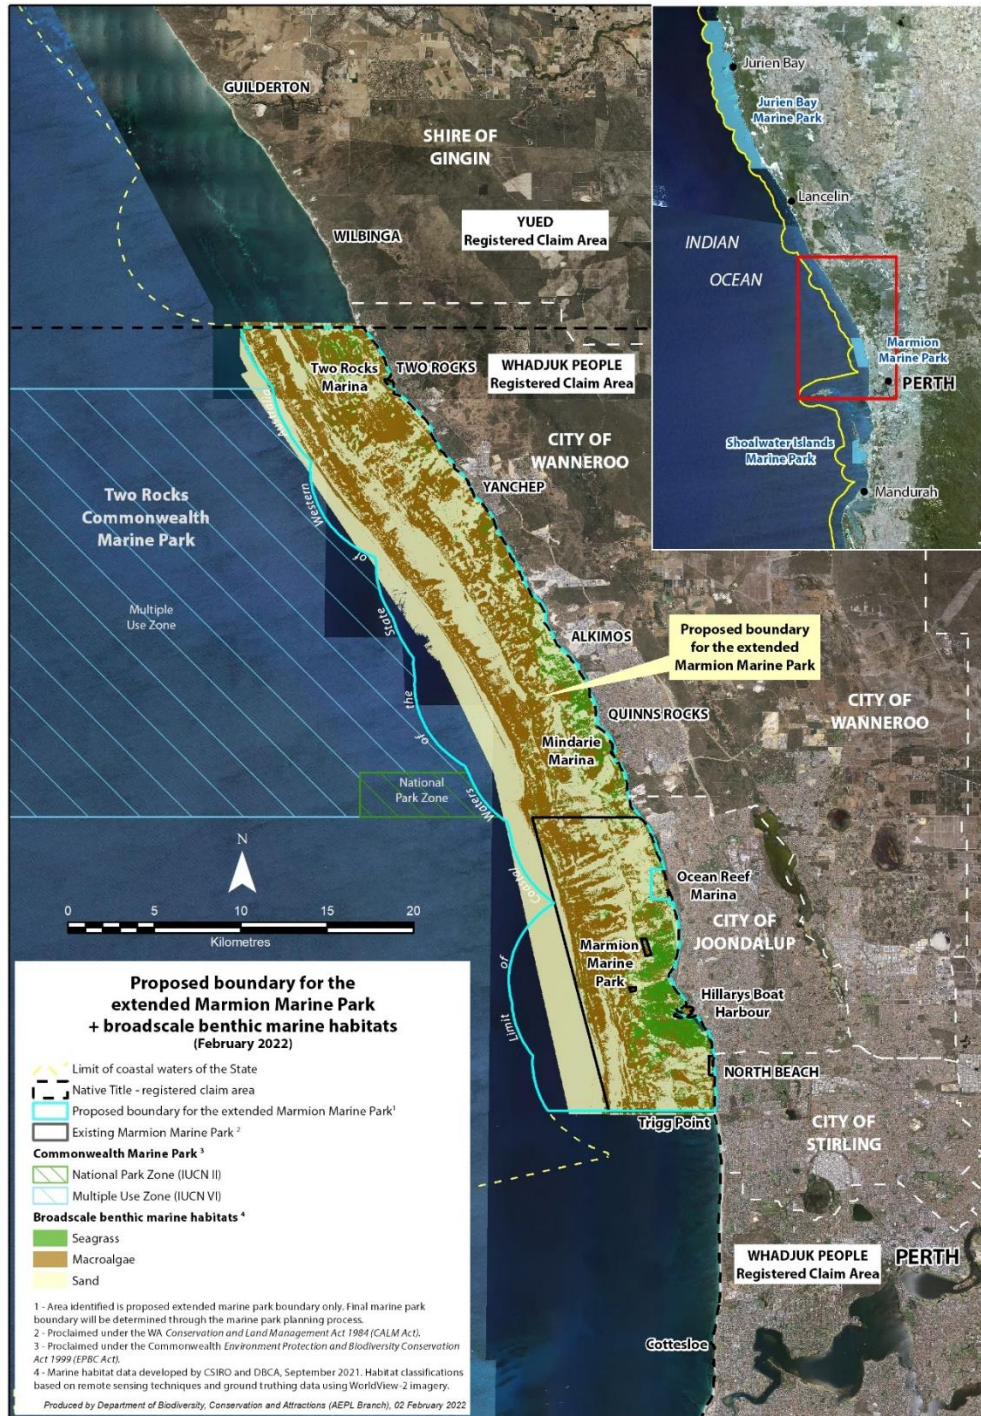 GUILDERTON
SHIRE OF
GINGIN
YUED
Registered Claim Area
WILBINGA
Two Rocks
Marina
TWO ROCKS
WHADJUK PEOPLE
Registered Claim Area
CITY OF
WANNEROO
YANCHEP
Two Rocks
Commonwealth
Marine Park
Multiple
Use Zone
ALKIMOS
Proposed boundary
for the extended
Marmion Marine Park
QUINNS ROCKS
CITY OF
WANNEROO
Mindarie
Marina
National
Park Zone
Limit of Coastal Waters of the State of Western Australia
Ocean Reef
Marina
CITY OF
JOONDALUP
Marmion
Marine
Park
Hillarys Boat
Harbour
NORTH BEACH
Trigg Point
CITY OF
STIRLING
WHADJUK PEOPLE
Registered Claim Area
PERTH
Cottesloe
Jurien Bay
Jurien Bay
Marine Park
Lancelin
INDIAN
OCEAN
Marmion
Marine Park
PERTH
Shoalwater Islands
Marine Park
Mandurah
N
0 5 10 15 20
Kilometres
Proposed boundary for the
extended Marmion Marine Park
+ broadscale benthic marine habitats
(February 2022)
Limit of coastal waters of the State
Native Title - registered claim area
Proposed boundary for the extended Marmion Marine Park¹
Existing Marmion Marine Park ²
Commonwealth Marine Park ³
National Park Zone (IUCN II)
Multiple Use Zone (IUCN VI)
Broadscale benthic marine habitats ⁴
Seagrass
Macroalgae
Sand
1 - Area identified is proposed extended marine park boundary only. Final marine park
boundary will be determined through the marine park planning process.
2 - Proclaimed under the WA Conservation and Land Management Act 1984 (CALM Act).
3 - Proclaimed under the Commonwealth Environment Protection and Biodiversity Conservation
Act 1999 (EPBC Act).
4 - Marine habitat data developed by CSIRO and DBCA, September 2021. Habitat classifications
based on remote sensing techniques and ground truthing data using WorldView-2 imagery.
Produced by Department of Biodiversity, Conservation and Attractions (AEPL Branch), 02 February 2022